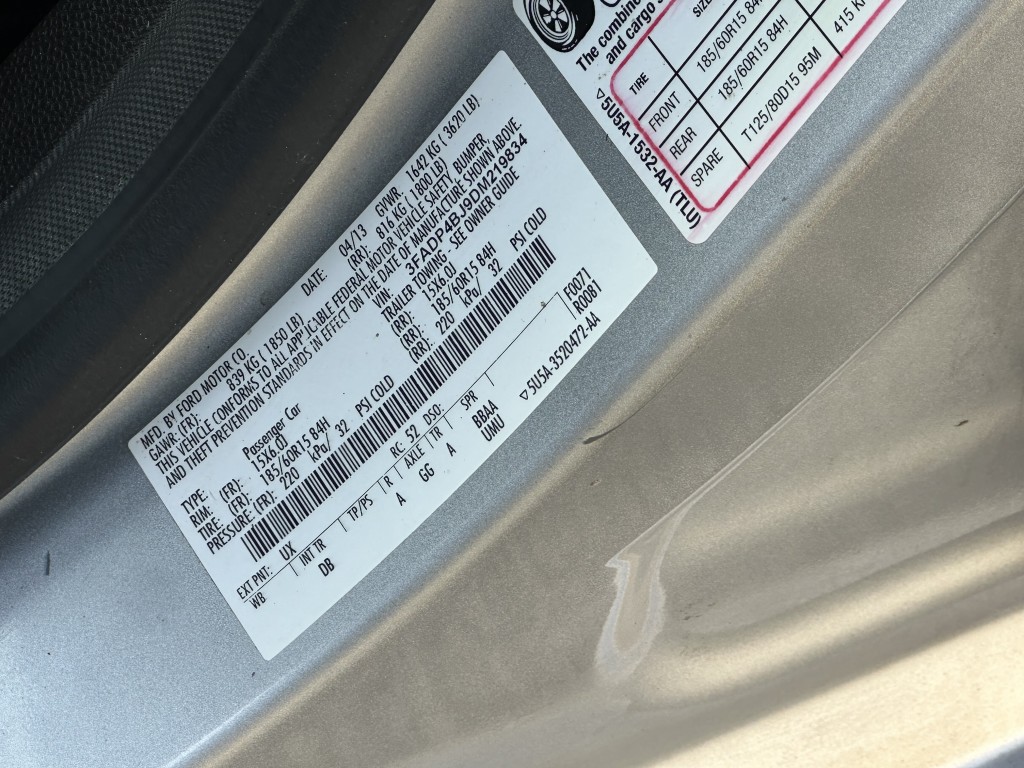 MFD. BY FORD MOTOR CO.
DATE: 04/13 GVWR: 1642 KG ( 3620 LB)
GAWR: (FR): 839 KG ( 1850 LB) (RR): 816 KG ( 1800 LB)
THIS VEHICLE CONFORMS TO ALL APPLICABLE FEDERAL MOTOR VEHICLE SAFETY, BUMPER,
AND THEFT PREVENTION STANDARDS IN EFFECT ON THE DATE OF MANUFACTURE SHOWN ABOVE.
VIN: 3FADP4BJ9DM219834
TYPE: Passenger Car TRAILER TOWING - SEE OWNER GUIDE
RIM: (FR): 15X6.0J (RR): 15X6.0J
TIRE: (FR): 185/60R15 84H (RR): 185/60R15 84H
PRESSURE (FR): 220 kPa/ 32 PSI COLD (RR): 220 kPa/ 32 PSI COLD
EXT PNT: UX RC: 52 DSO: F0077
WB INT TR TP/PS R AXLE TR SPR R0081
DB A GG A BBAA
UMU
▽5U5A-3520472-AA
The combine
and cargo s
TIRE SIZE
FRONT 185/60R15 84H
REAR 185/60R15 84H
SPARE T125/80D15 95M 415 K
◁5U5A-1532-AA (TLU)